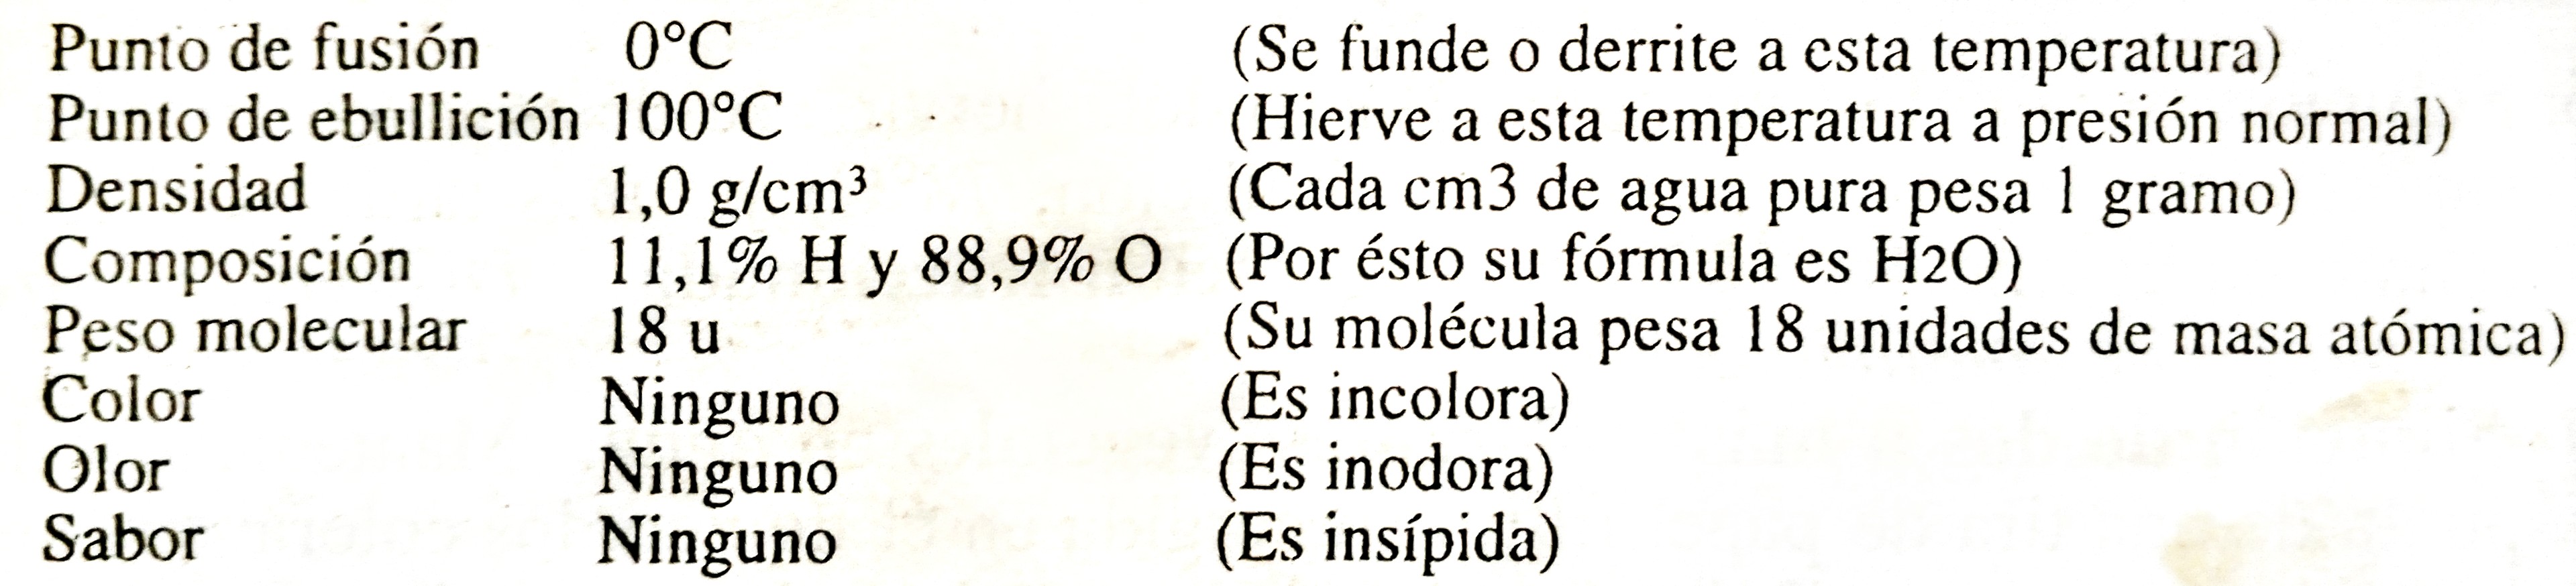 Punto de fusión 0°C (Se funde o derrite a esta temperatura)
Punto de ebullición 100°C (Hierve a esta temperatura a presión normal)
Densidad 1,0 g/cm³ (Cada cm3 de agua pura pesa 1 gramo)
Composición 11,1% H y 88,9% O (Por ésto su fórmula es H2O)
Peso molecular 18 u (Su molécula pesa 18 unidades de masa atómica)
Color Ninguno (Es incolora)
Olor Ninguno (Es inodora)
Sabor Ninguno (Es insípida)